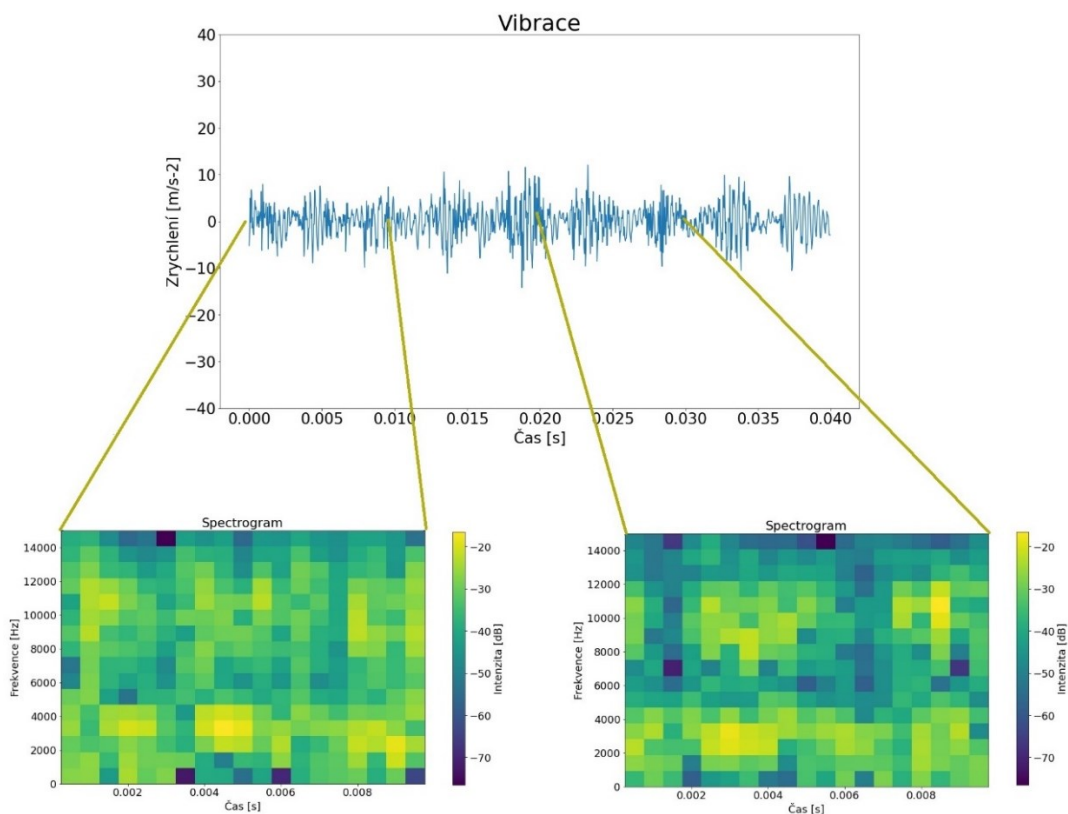 Vibrace
40
30
20
10
0
−10
−20
−30
−40
Zrychlení [m/s-2]
0.000 0.005 0.010 0.015 0.020 0.025 0.030 0.035 0.040
Čas [s]
Spectrogram
14000
12000
10000
8000
6000
4000
2000
0
Frekvence [Hz]
0.002 0.004 0.006 0.008
Čas [s]
−20
−30
−40
−50
−60
−70
Intenzita [dB]
Spectrogram
14000
12000
10000
8000
6000
4000
2000
0
Frekvence [Hz]
0.002 0.004 0.006 0.008
Čas [s]
−20
−30
−40
−50
−60
−70
Intenzita [dB]